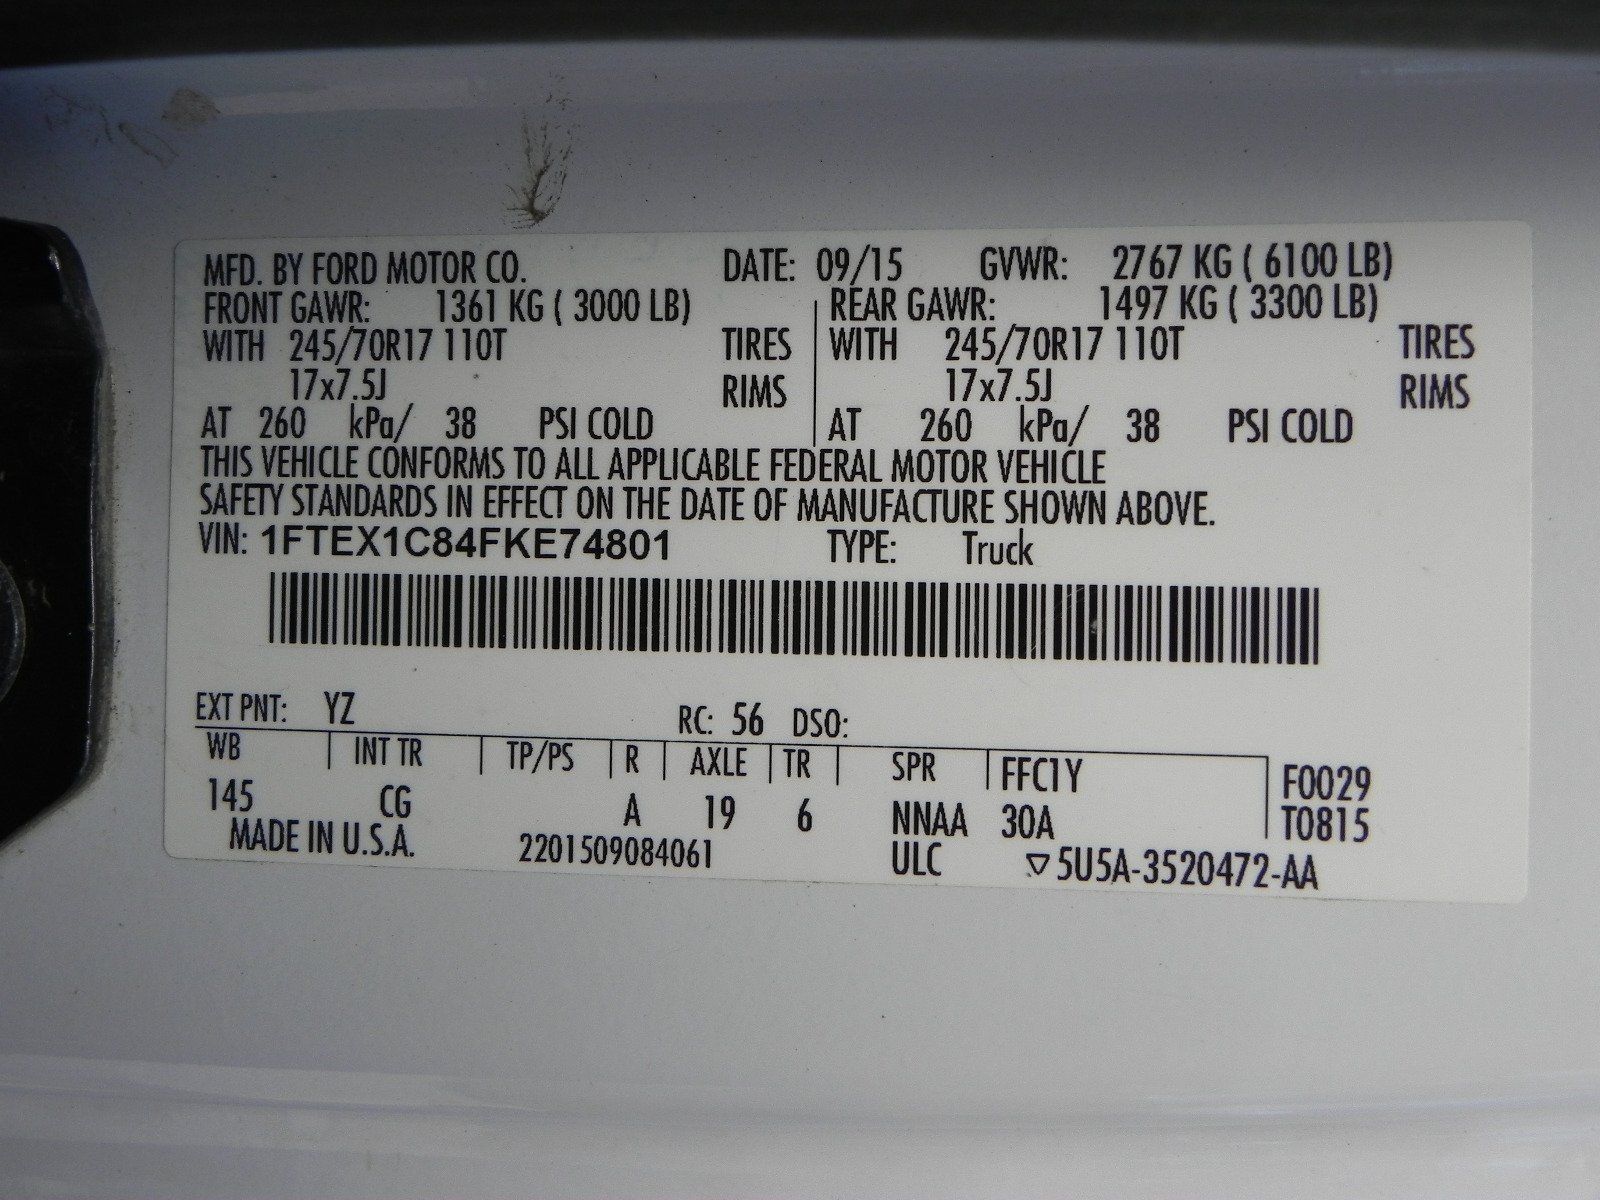 MFD. BY FORD MOTOR CO. DATE: 09/15 GVWR: 2767 KG ( 6100 LB)
FRONT GAWR: 1361 KG ( 3000 LB) REAR GAWR: 1497 KG ( 3300 LB)
WITH 245/70R17 110T TIRES WITH 245/70R17 110T TIRES
17x7.5J RIMS 17x7.5J RIMS
AT 260 kPa/ 38 PSI COLD AT 260 kPa/ 38 PSI COLD
THIS VEHICLE CONFORMS TO ALL APPLICABLE FEDERAL MOTOR VEHICLE
SAFETY STANDARDS IN EFFECT ON THE DATE OF MANUFACTURE SHOWN ABOVE.
VIN: 1FTEX1C84FKE74801 TYPE: Truck
EXT PNT: YZ RC: 56 DSO:
WB INT TR TP/PS R AXLE TR SPR FFC1Y F0029
145 CG A 19 6 NNAA 30A T0815
MADE IN U.S.A. 2201509084061 ULC ▽5U5A-3520472-AA